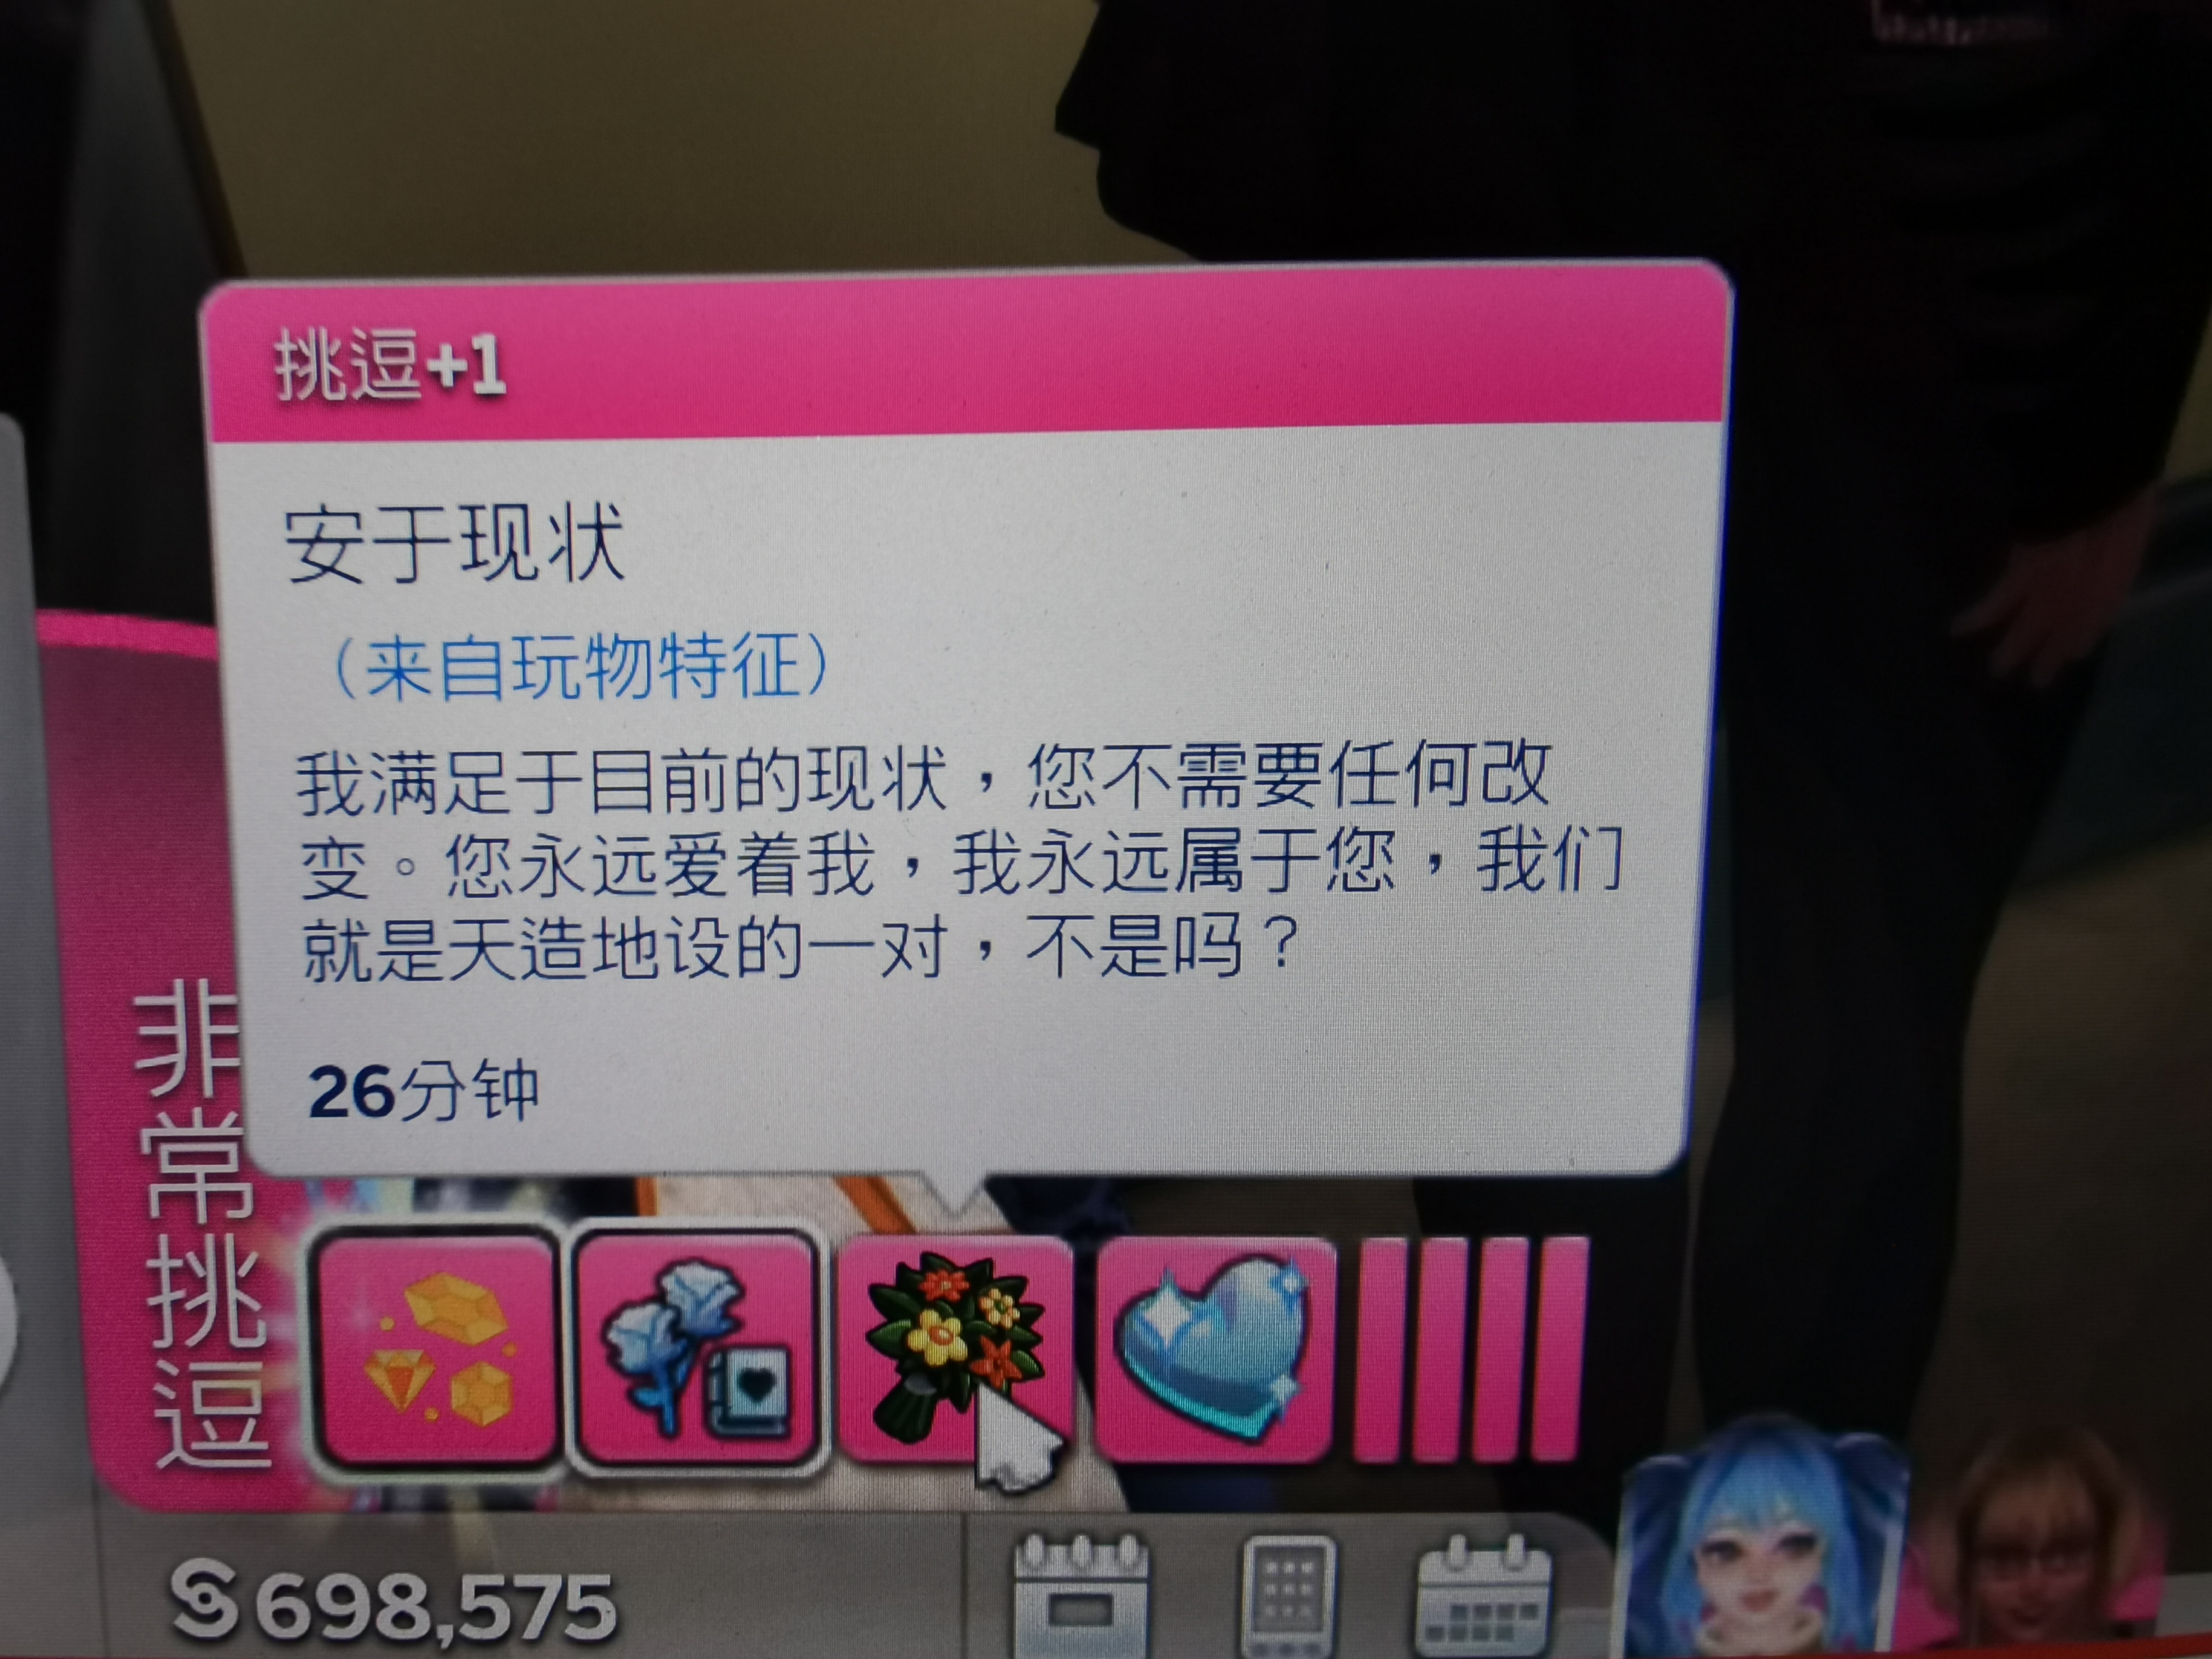 挑逗+1
安于现状
（来自玩物特征）
我满足于目前的现状，您不需要任何改
变。您永远爱着我，我永远属于您，我们
就是天造地设的一对，不是吗？
26分钟
非常挑逗
698,575